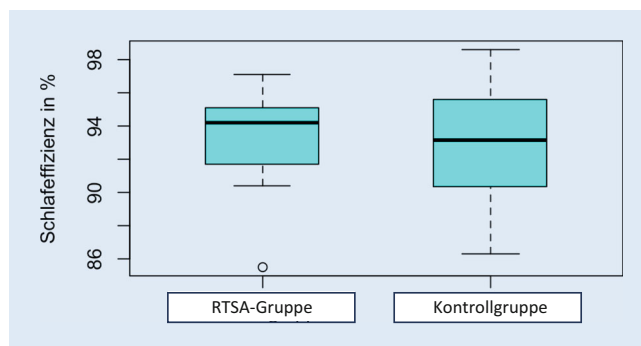 Schlafeffizienz in %
98
94
90
86
RTSA-Gruppe
Kontrollgruppe